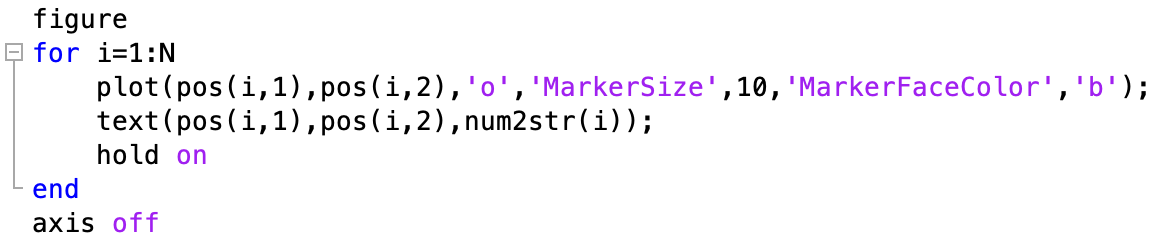 figure
for i=1:N
    plot(pos(i,1),pos(i,2),'o','MarkerSize',10,'MarkerFaceColor','b');
    text(pos(i,1),pos(i,2),num2str(i));
    hold on
end
axis off